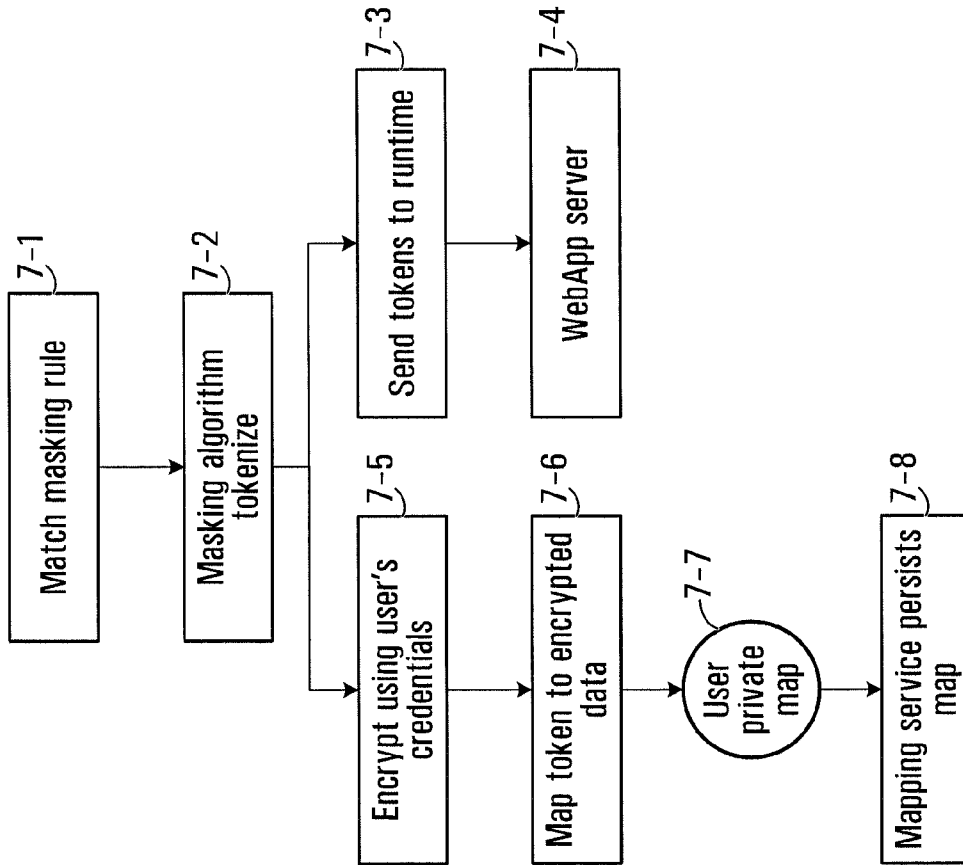 7-1
Match masking rule
7-2
Masking algorithm
tokenize
7-3
Send tokens to runtime
7-4
WebApp server
7-5
Encrypt using user's
credentials
7-6
Map token to encrypted
data
7-7
User
private
map
7-8
Mapping service persists
map